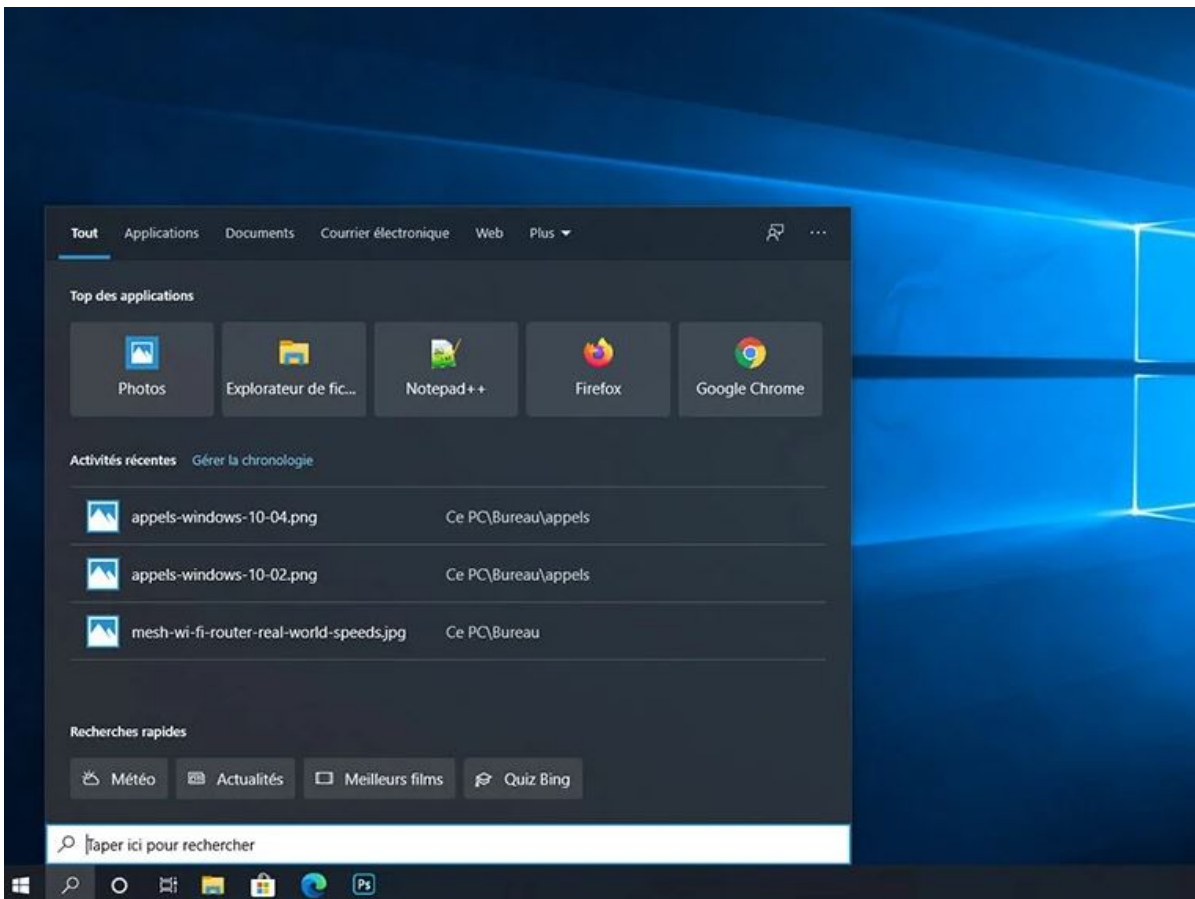 Tout Applications Documents Courrier électronique Web Plus
Top des applications
Photos Explorateur de fic... Notepad++ Firefox Google Chrome
Activités récentes Gérer la chronologie
appels-windows-10-04.png Ce PC\Bureau\appels
appels-windows-10-02.png Ce PC\Bureau\appels
mesh-wi-fi-router-real-world-speeds.jpg Ce PC\Bureau
Recherches rapides
Météo Actualités Meilleurs films Quiz Bing
Taper ici pour rechercher
Ps